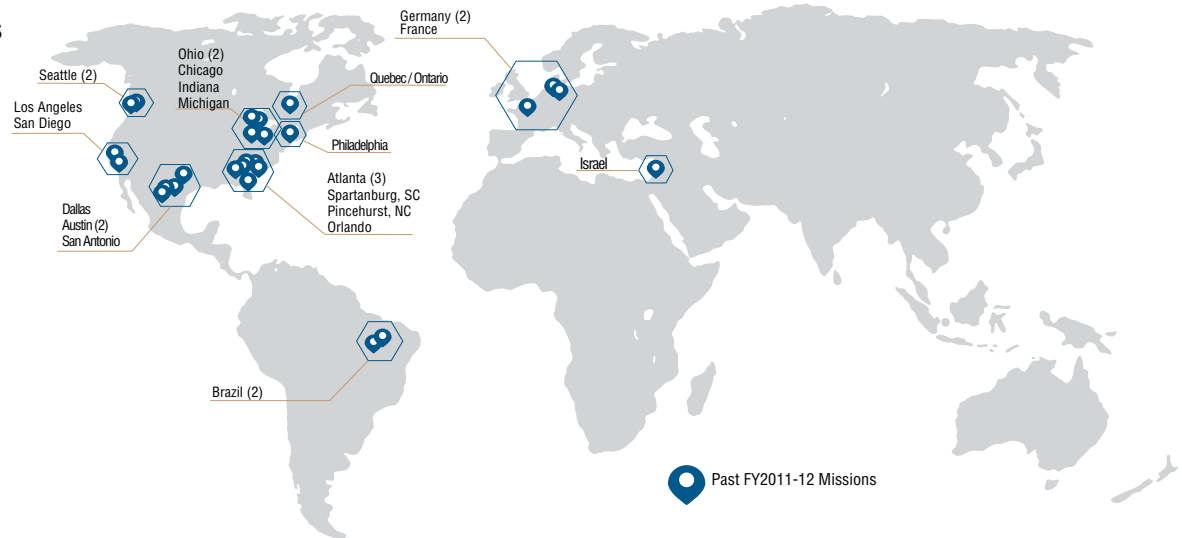 Germany (2)
France
Ohio (2)
Chicago
Indiana
Michigan
Quebec / Ontario
Seattle (2)
Los Angeles
San Diego
Philadelphia
Israel
Atlanta (3)
Spartanburg, SC
Pincehurst, NC
Orlando
Dallas
Austin (2)
San Antonio
Brazil (2)
Past FY2011-12 Missions